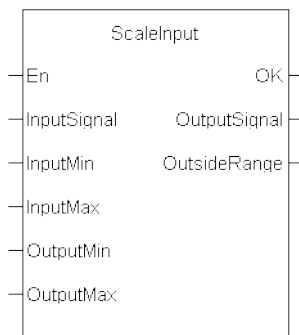 ScaleInput
En OK
InputSignal OutputSignal
InputMin OutsideRange
InputMax
OutputMin
OutputMax